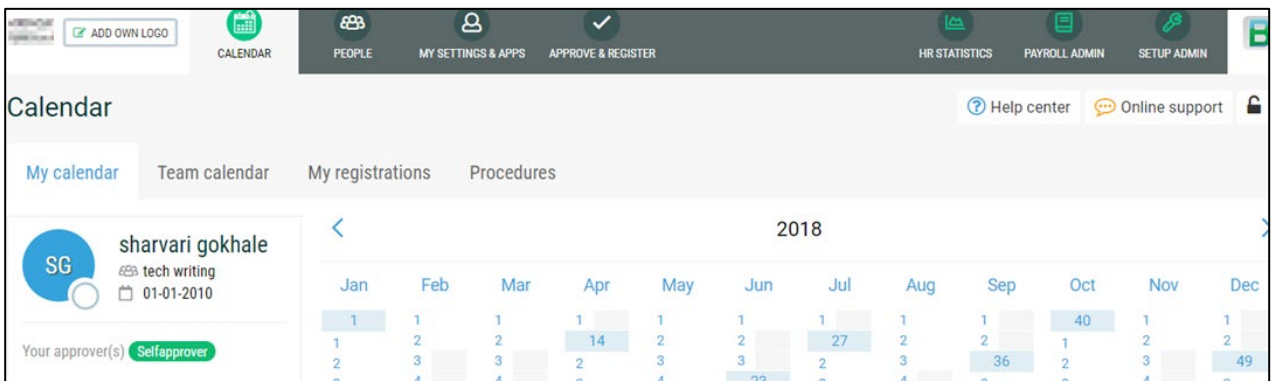 ADD OWN LOGO
CALENDAR
PEOPLE
MY SETTINGS & APPS
APPROVE & REGISTER
HR STATISTICS
PAYROLL ADMIN
SETUP ADMIN
B
Calendar
Help center
Online support
My calendar
Team calendar
My registrations
Procedures
SG
sharvari gokhale
tech writing
01-01-2010
Your approver(s) Selfapprover
2018
Jan Feb Mar Apr May Jun Jul Aug Sep Oct Nov Dec
1 1 1 1 1 1 1 1 1 40 1 1
1 2 2 14 2 2 27 2 2 1 2 2
2 3 3 2 3 3 2 3 36 2 3 49